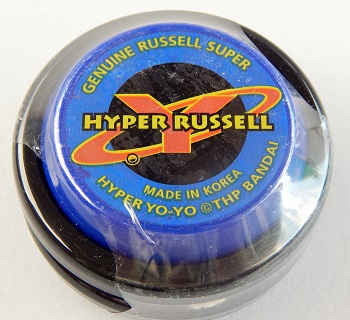 GENUINE RUSSELL SUPER
Y
HYPER RUSSELL
MADE IN KOREA
HYPER YO-YO ©THP BANDAI